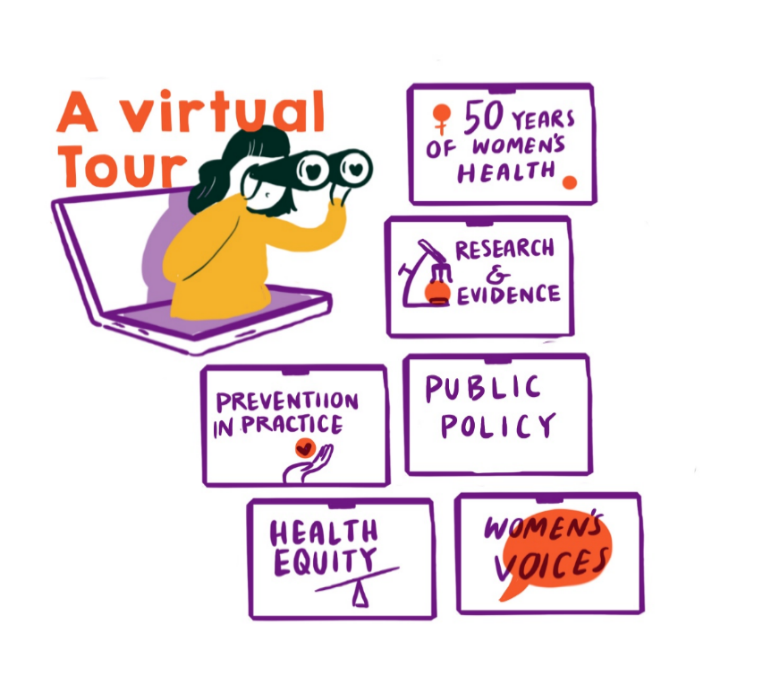 A virtual
Tour
50 YEARS
OF WOMEN'S
HEALTH
RESEARCH
&
EVIDENCE
PREVENTIION
IN PRACTICE
PUBLIC
POLICY
HEALTH
EQUITY
WOMEN'S
VOICES